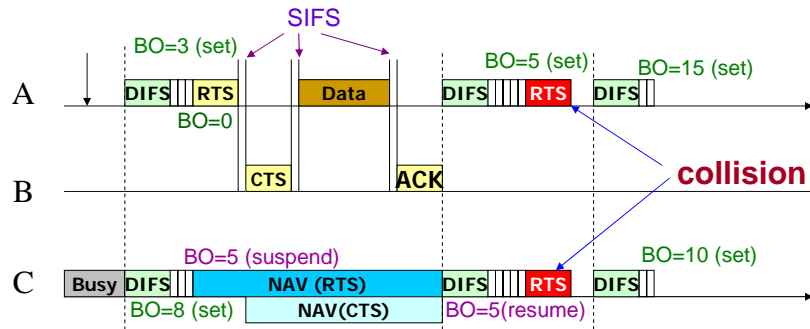 SIFS
BO=3 (set)
BO=5 (set)
BO=15 (set)
A
DIFS
RTS
Data
DIFS
RTS
DIFS
BO=0
CTS
ACK
B
collision
BO=5 (suspend)
BO=10 (set)
C
Busy
DIFS
NAV (RTS)
DIFS
RTS
DIFS
BO=8 (set)
NAV(CTS)
BO=5(resume)